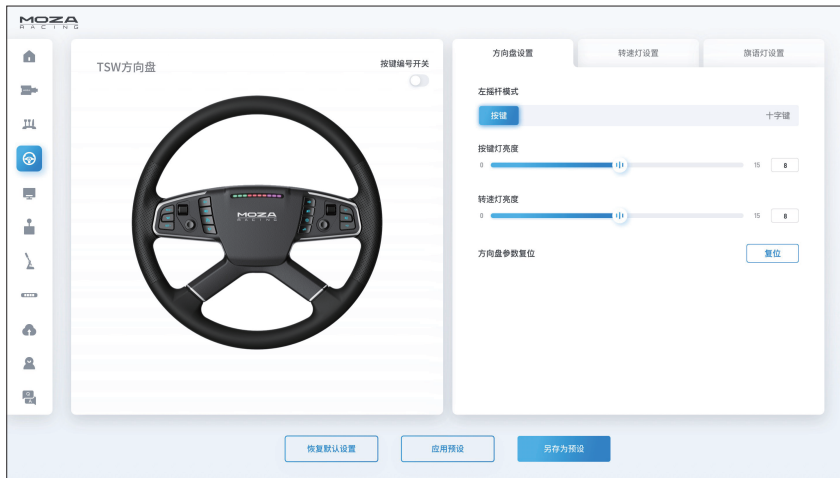 MOZA
RACING
TSW方向盘
按键编号开关
MOZA
RACING
方向盘设置
转速灯设置
旗语灯设置
左摇杆模式
按键
十字键
按键灯亮度
0
15
8
转速灯亮度
0
15
8
方向盘参数复位
复位
恢复默认设置
应用预设
另存为预设